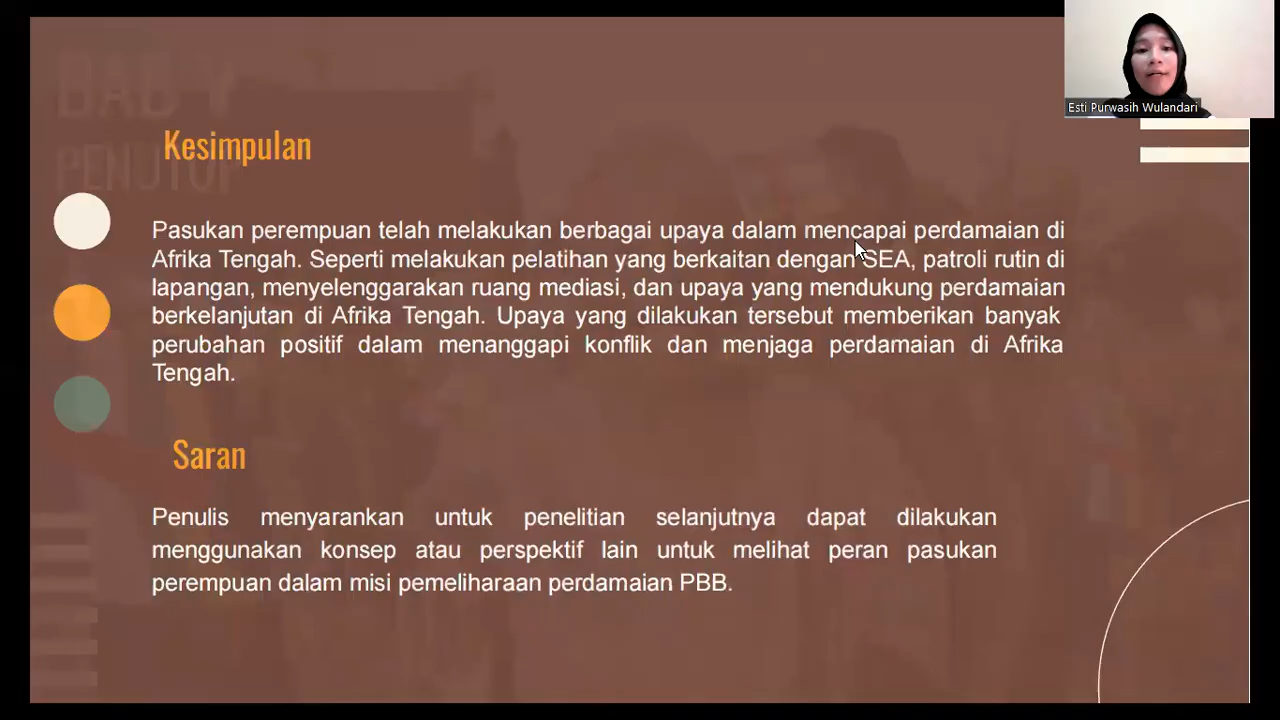 Esti Purwasih Wulandari
BAB V
PENUTUP
Kesimpulan
Pasukan perempuan telah melakukan berbagai upaya dalam mencapai perdamaian di
Afrika Tengah. Seperti melakukan pelatihan yang berkaitan dengan SEA, patroli rutin di
lapangan, menyelenggarakan ruang mediasi, dan upaya yang mendukung perdamaian
berkelanjutan di Afrika Tengah. Upaya yang dilakukan tersebut memberikan banyak
perubahan positif dalam menanggapi konflik dan menjaga perdamaian di Afrika
Tengah.
Saran
Penulis menyarankan untuk penelitian selanjutnya dapat dilakukan
menggunakan konsep atau perspektif lain untuk melihat peran pasukan
perempuan dalam misi pemeliharaan perdamaian PBB.